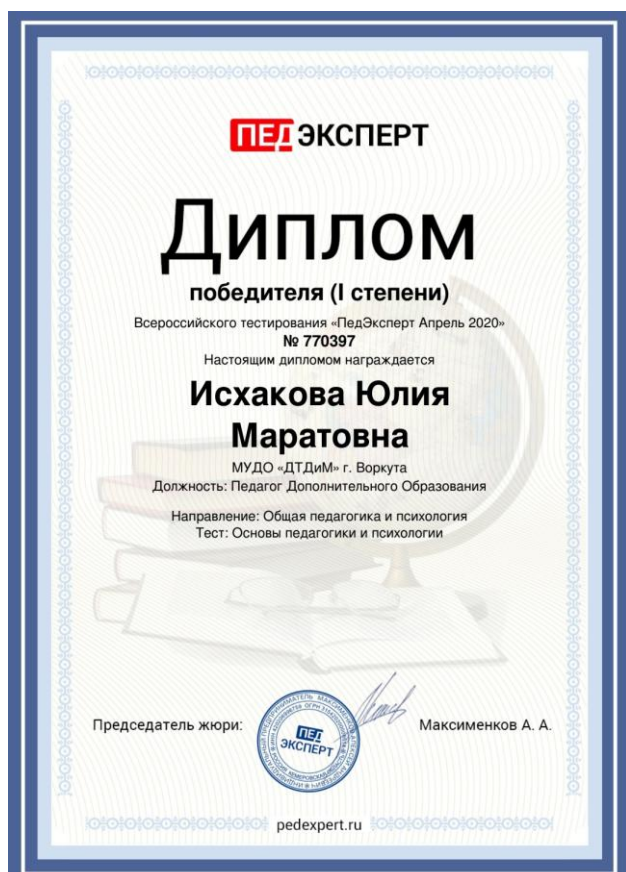 ПЕДЭКСПЕРТ
Диплом
победителя (I степени)
Всероссийского тестирования «ПедЭксперт Апрель 2020»
№ 770397
Настоящим дипломом награждается
Исхакова Юлия
Маратовна
МУДО «ДТДиМ» г. Воркута
Должность: Педагог Дополнительного Образования
Направление: Общая педагогика и психология
Тест: Основы педагогики и психологии
Председатель жюри:
ПЕД
ЭКСПЕРТ
Максименков А. А.
pedexpert.ru